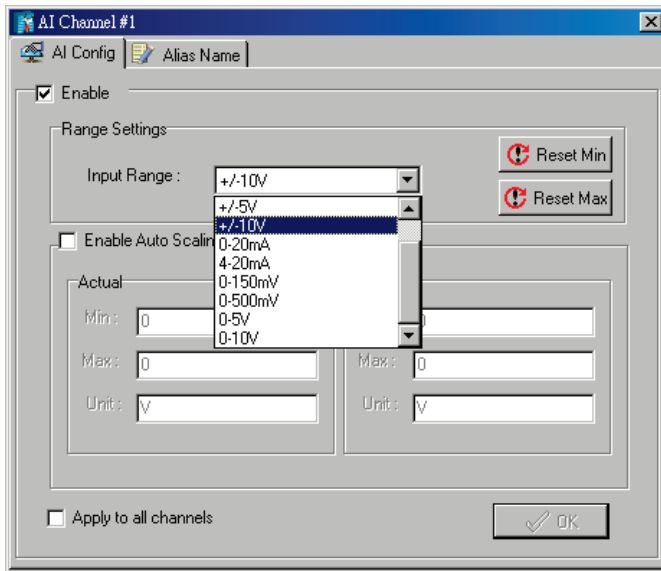 AI Channel #1
AI Config
Alias Name
Enable
Range Settings
Input Range :
+/-10V
Reset Min
Reset Max
+/-5V
+/-10V
0-20mA
4-20mA
0-150mV
0-500mV
0-5V
0-10V
Enable Auto Scalin
Actual
Min : 0
Max : 0
Unit : V
0
Max : 0
Unit : V
Apply to all channels
OK